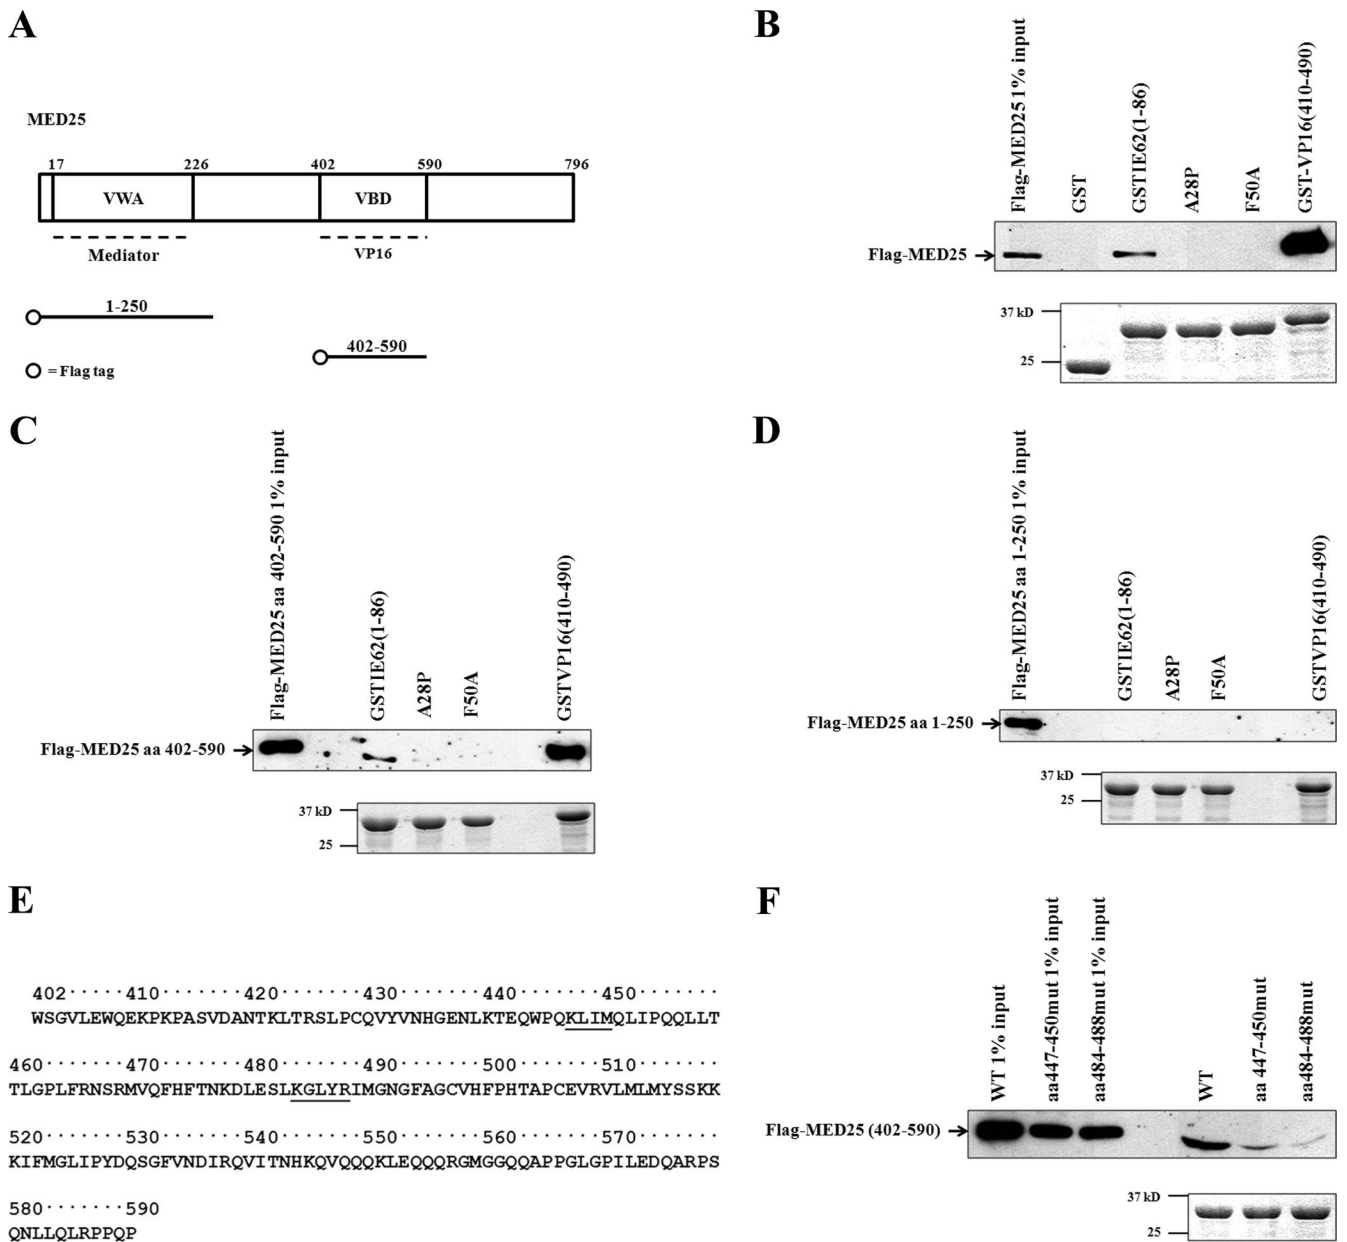 A
MED25
17 226 402 590 796
VWA VBD
Mediator VP16
1-250
402-590
= Flag tag
B
Flag-MED25 1% input
GST
GSTIE62(1-86)
A28P
F50A
GST-VP16(410-490)
Flag-MED25
37 kD
25
C
Flag-MED25 aa 402-590 1% input
GSTIE62(1-86)
A28P
F50A
GSTVP16(410-490)
Flag-MED25 aa 402-590
37 kD
25
D
Flag-MED25 aa 1-250 1% input
GSTIE62(1-86)
A28P
F50A
GSTVP16(410-490)
Flag-MED25 aa 1-250
37 kD
25
E
402·····410·······420·······430·······440·······450········
WSGVLEWQEKPKPASVDANTKLTRSLPCQVYVNHGENLKTEQWPQKLIMQLIPQQLLT
460·······470·······480·······490·······500·······510········
TLGPLFRNSRMVQFHFTNKDLESLKGLYRIMGNGFAGCVHFPHTAPCEVRVLMLMYSSKK
520·······530·······540·······550·······560·······570········
KIFMGLIPYDQSGFVNDIRQVITNHKQVQQQKLEQQQRGMGGQQAPPGLGPILEDQARPS
580·······590
QNLLQLRPPQP
F
WT 1% input
aa447-450mut 1% input
aa484-488mut 1% input
WT
aa 447-450mut
aa484-488mut
Flag-MED25 (402-590)
37 kD
25